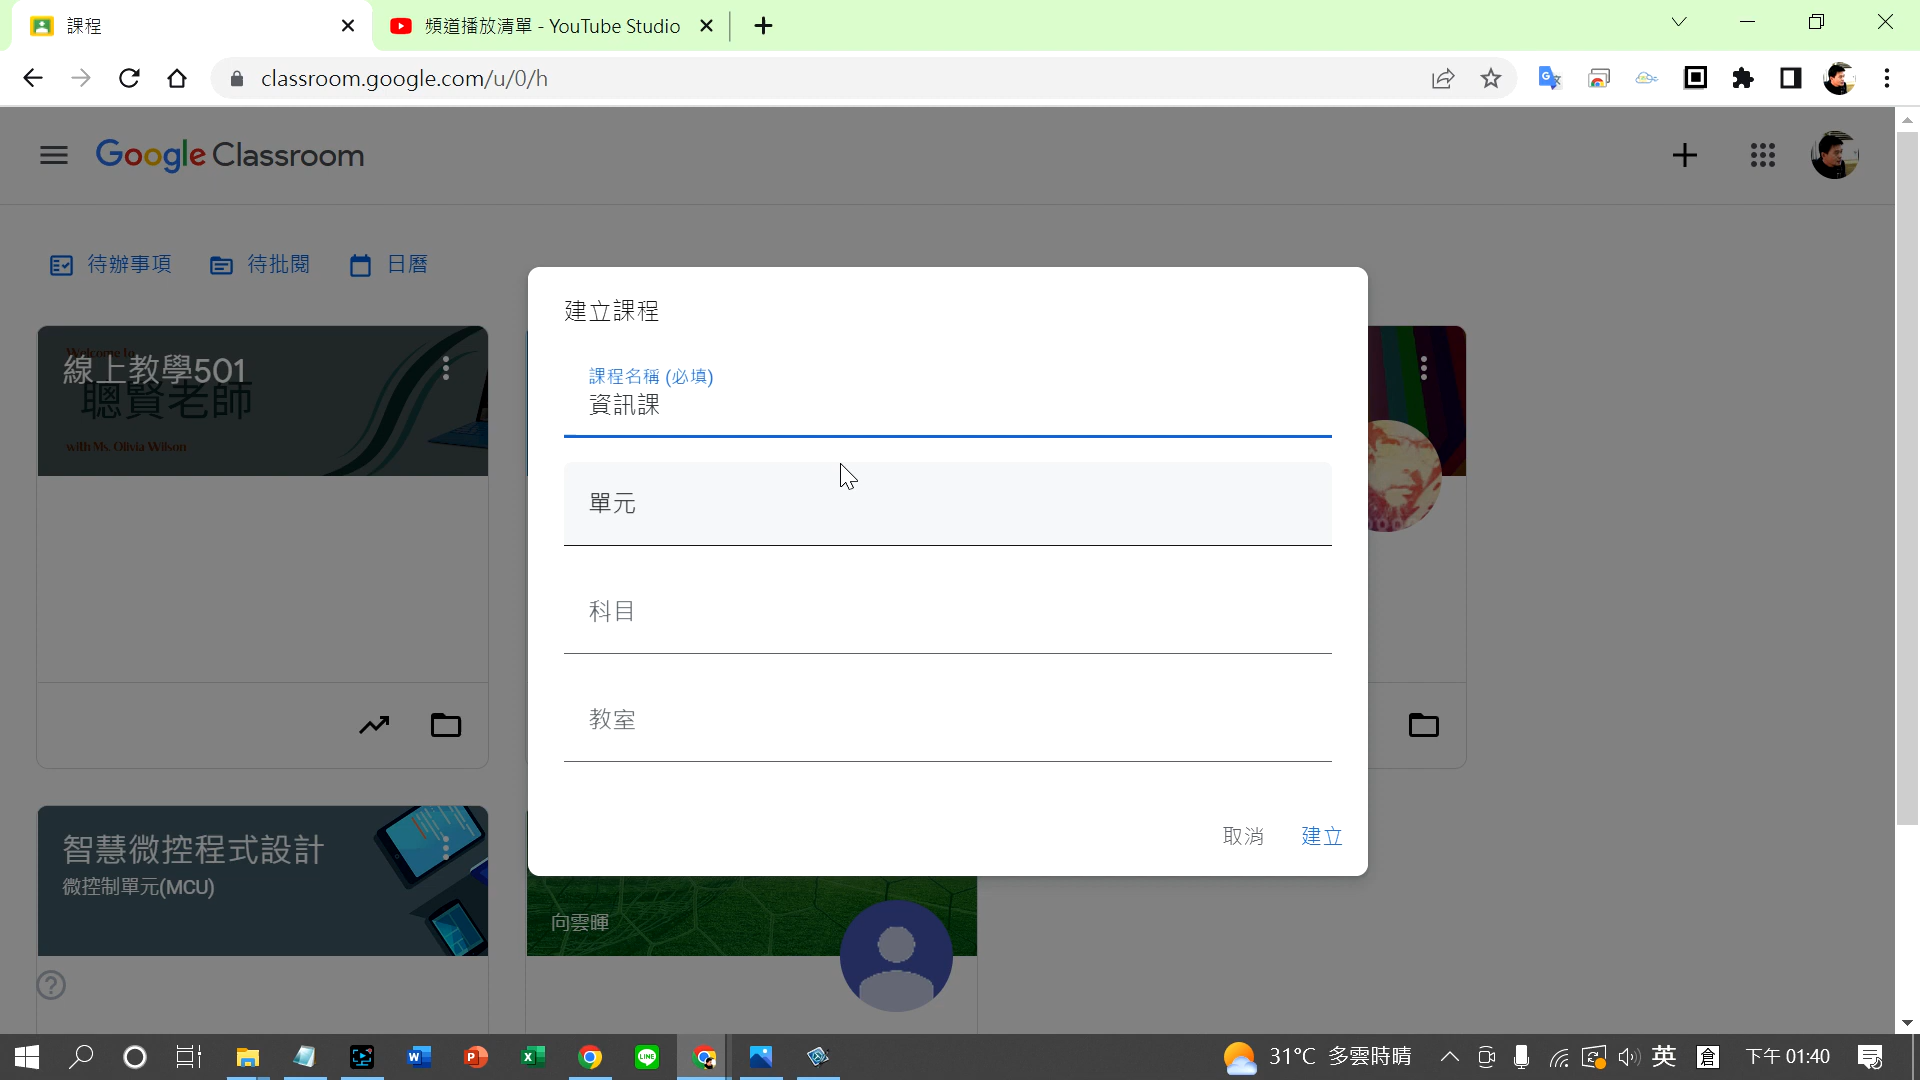 課程
頻道播放清單 - YouTube Studio
classroom.google.com/u/0/h
Google Classroom
待辦事項
待批閱
日曆
Welcome to
線上教學501
聰賢老師
with Ms. Olivia Wilson
建立課程
課程名稱 (必填)
資訊課
單元
科目
教室
取消
建立
智慧微控程式設計
微控制單元(MCU)
向雲暉
31°C 多雲時晴
英
倉
下午 01:40